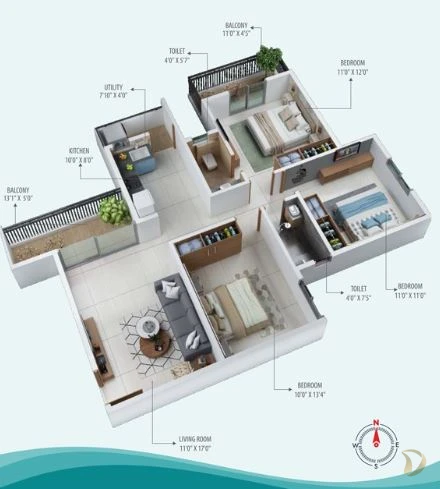 BALCONY
11'0" X 4'5"
TOILET
4'0" X 5'7"
BEDROOM
11'0" X 12'0"
UTILITY
7'10" X 4'0"
KITCHEN
10'0" X 8'0"
BALCONY
13'1" X 5'0"
TOILET
4'0" X 7'5"
BEDROOM
11'0" X 11'0"
BEDROOM
10'0" X 13'4"
LIVING ROOM
11'0" X 17'0"
N
W
E
S